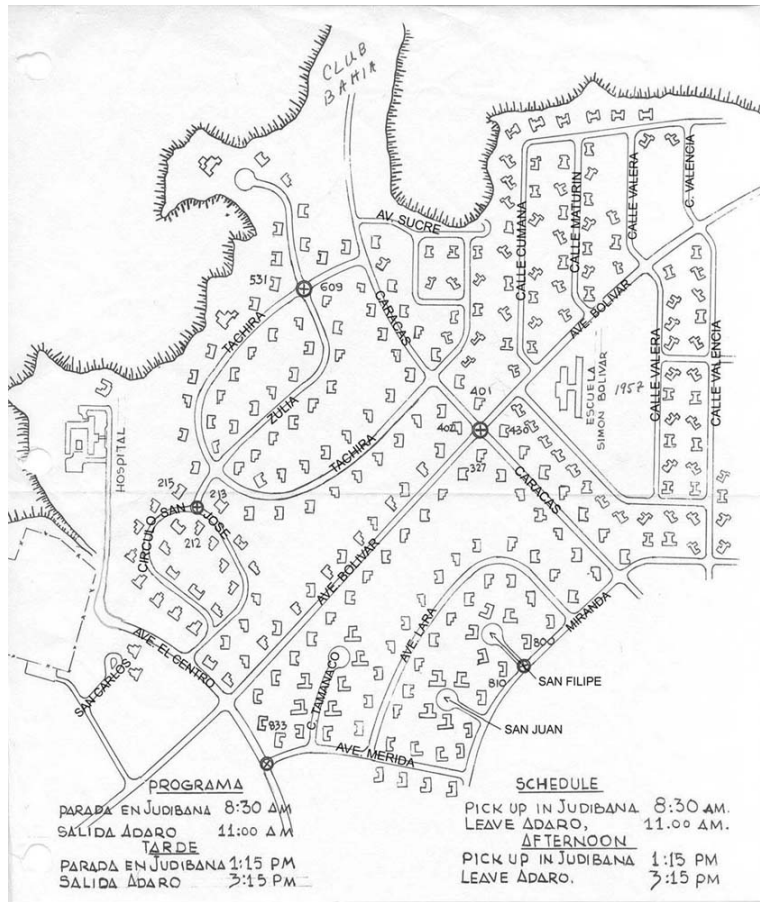 CLUB
BAHIA
AV. SUCRE
CALLE CUMANA
CALLE MATURIN
CALLE VALERA
C. VALENCIA
531
609
TACHIRA
CARACAS
AVE. BOLIVAR
ZULIA
TACHIRA
401
402
438
327
ESCUELA
SIMON BOLIVAR
1957
CALLE VALERA
CALLE VALENCIA
HOSPITAL
215
213
CIRCULO SAN JOSE
212
CARACAS
AVE. BOLIVAR
AVE. LARA
MIRANDA
800
810
SAN FILIPE
SAN JUAN
AVE. EL CENTRO
SAN CARLOS
C. TAMANACO
833
AVE. MERIDA
PROGRAMA
PARADA EN JUDIBANA 8:30 AM
SALIDA ADARO 11:00 AM
TARDE
PARADA EN JUDIBANA 1:15 PM
SALIDA ADARO 3:15 PM
SCHEDULE
PICK UP IN JUDIBANA 8:30 AM.
LEAVE ADARO, 11.00 AM.
AFTERNOON
PICK UP IN JUDIBANA 1:15 PM
LEAVE ADARO. 3:15 PM